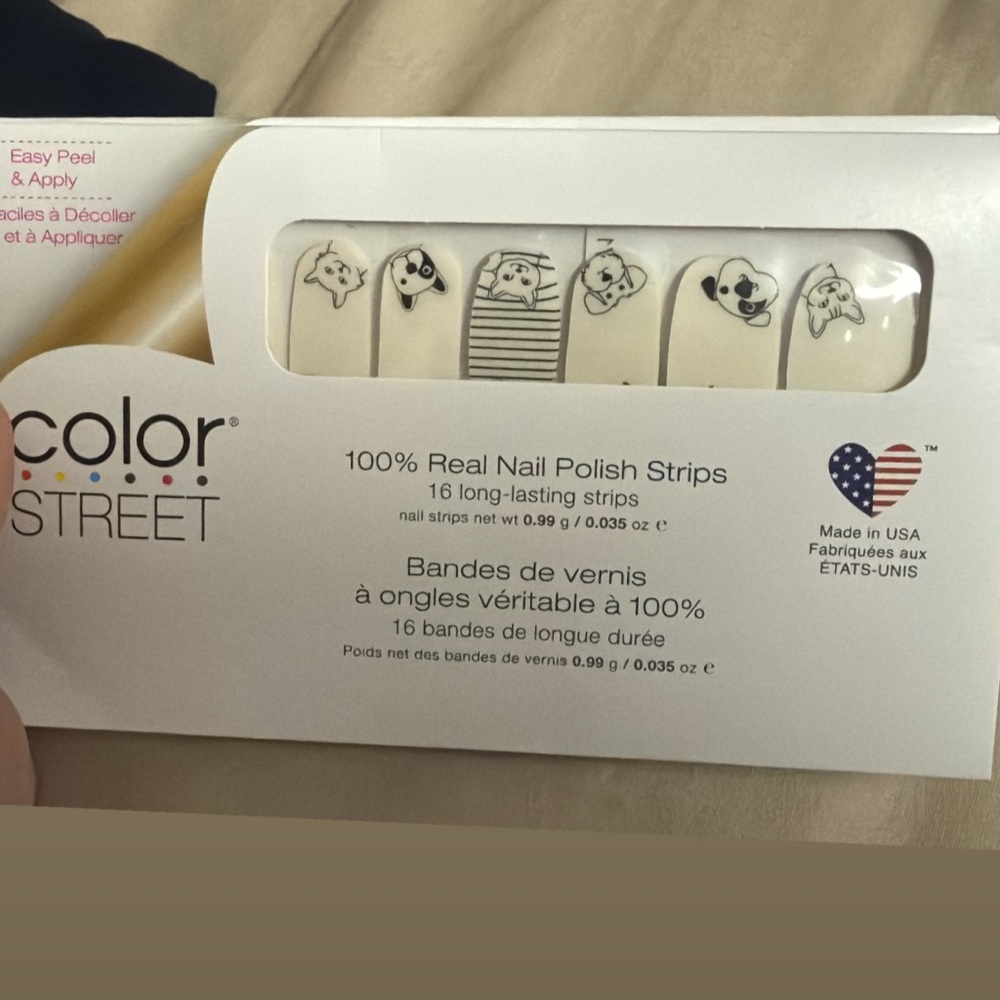 Easy Peel
& Apply
aciles à Décoller
et à Appliquer
color®
STREET
100% Real Nail Polish Strips
16 long-lasting strips
nail strips net wt 0.99 g / 0.035 oz ℮
Bandes de vernis
à ongles véritable à 100%
16 bandes de longue durée
Poids net des bandes de vernis 0.99 g / 0.035 oz ℮
™
Made in USA
Fabriquées aux
ÉTATS-UNIS